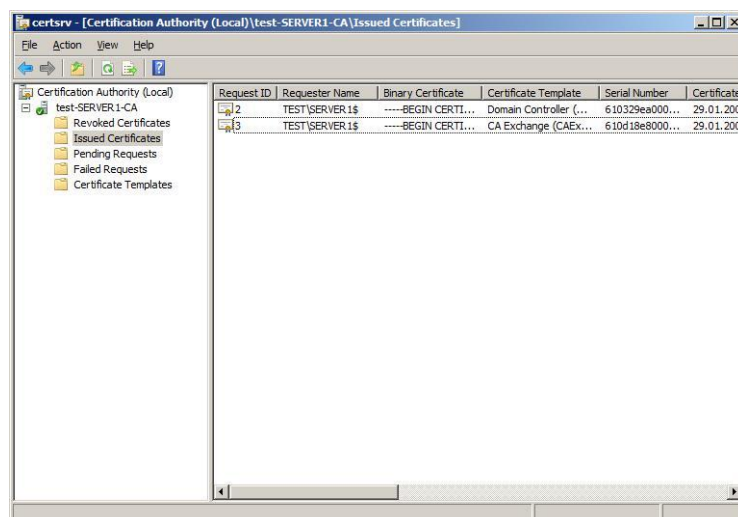 certsrv - [Certification Authority (Local)\test-SERVER1-CA\Issued Certificates]
File Action View Help
Certification Authority (Local)
test-SERVER1-CA
Revoked Certificates
Issued Certificates
Pending Requests
Failed Requests
Certificate Templates
Request ID Requester Name Binary Certificate Certificate Template Serial Number Certificate
2 TEST\SERVER1$ -----BEGIN CERTI... Domain Controller (... 610329ea000... 29.01.200
3 TEST\SERVER1$ -----BEGIN CERTI... CA Exchange (CAEx... 610d18e8000... 29.01.200